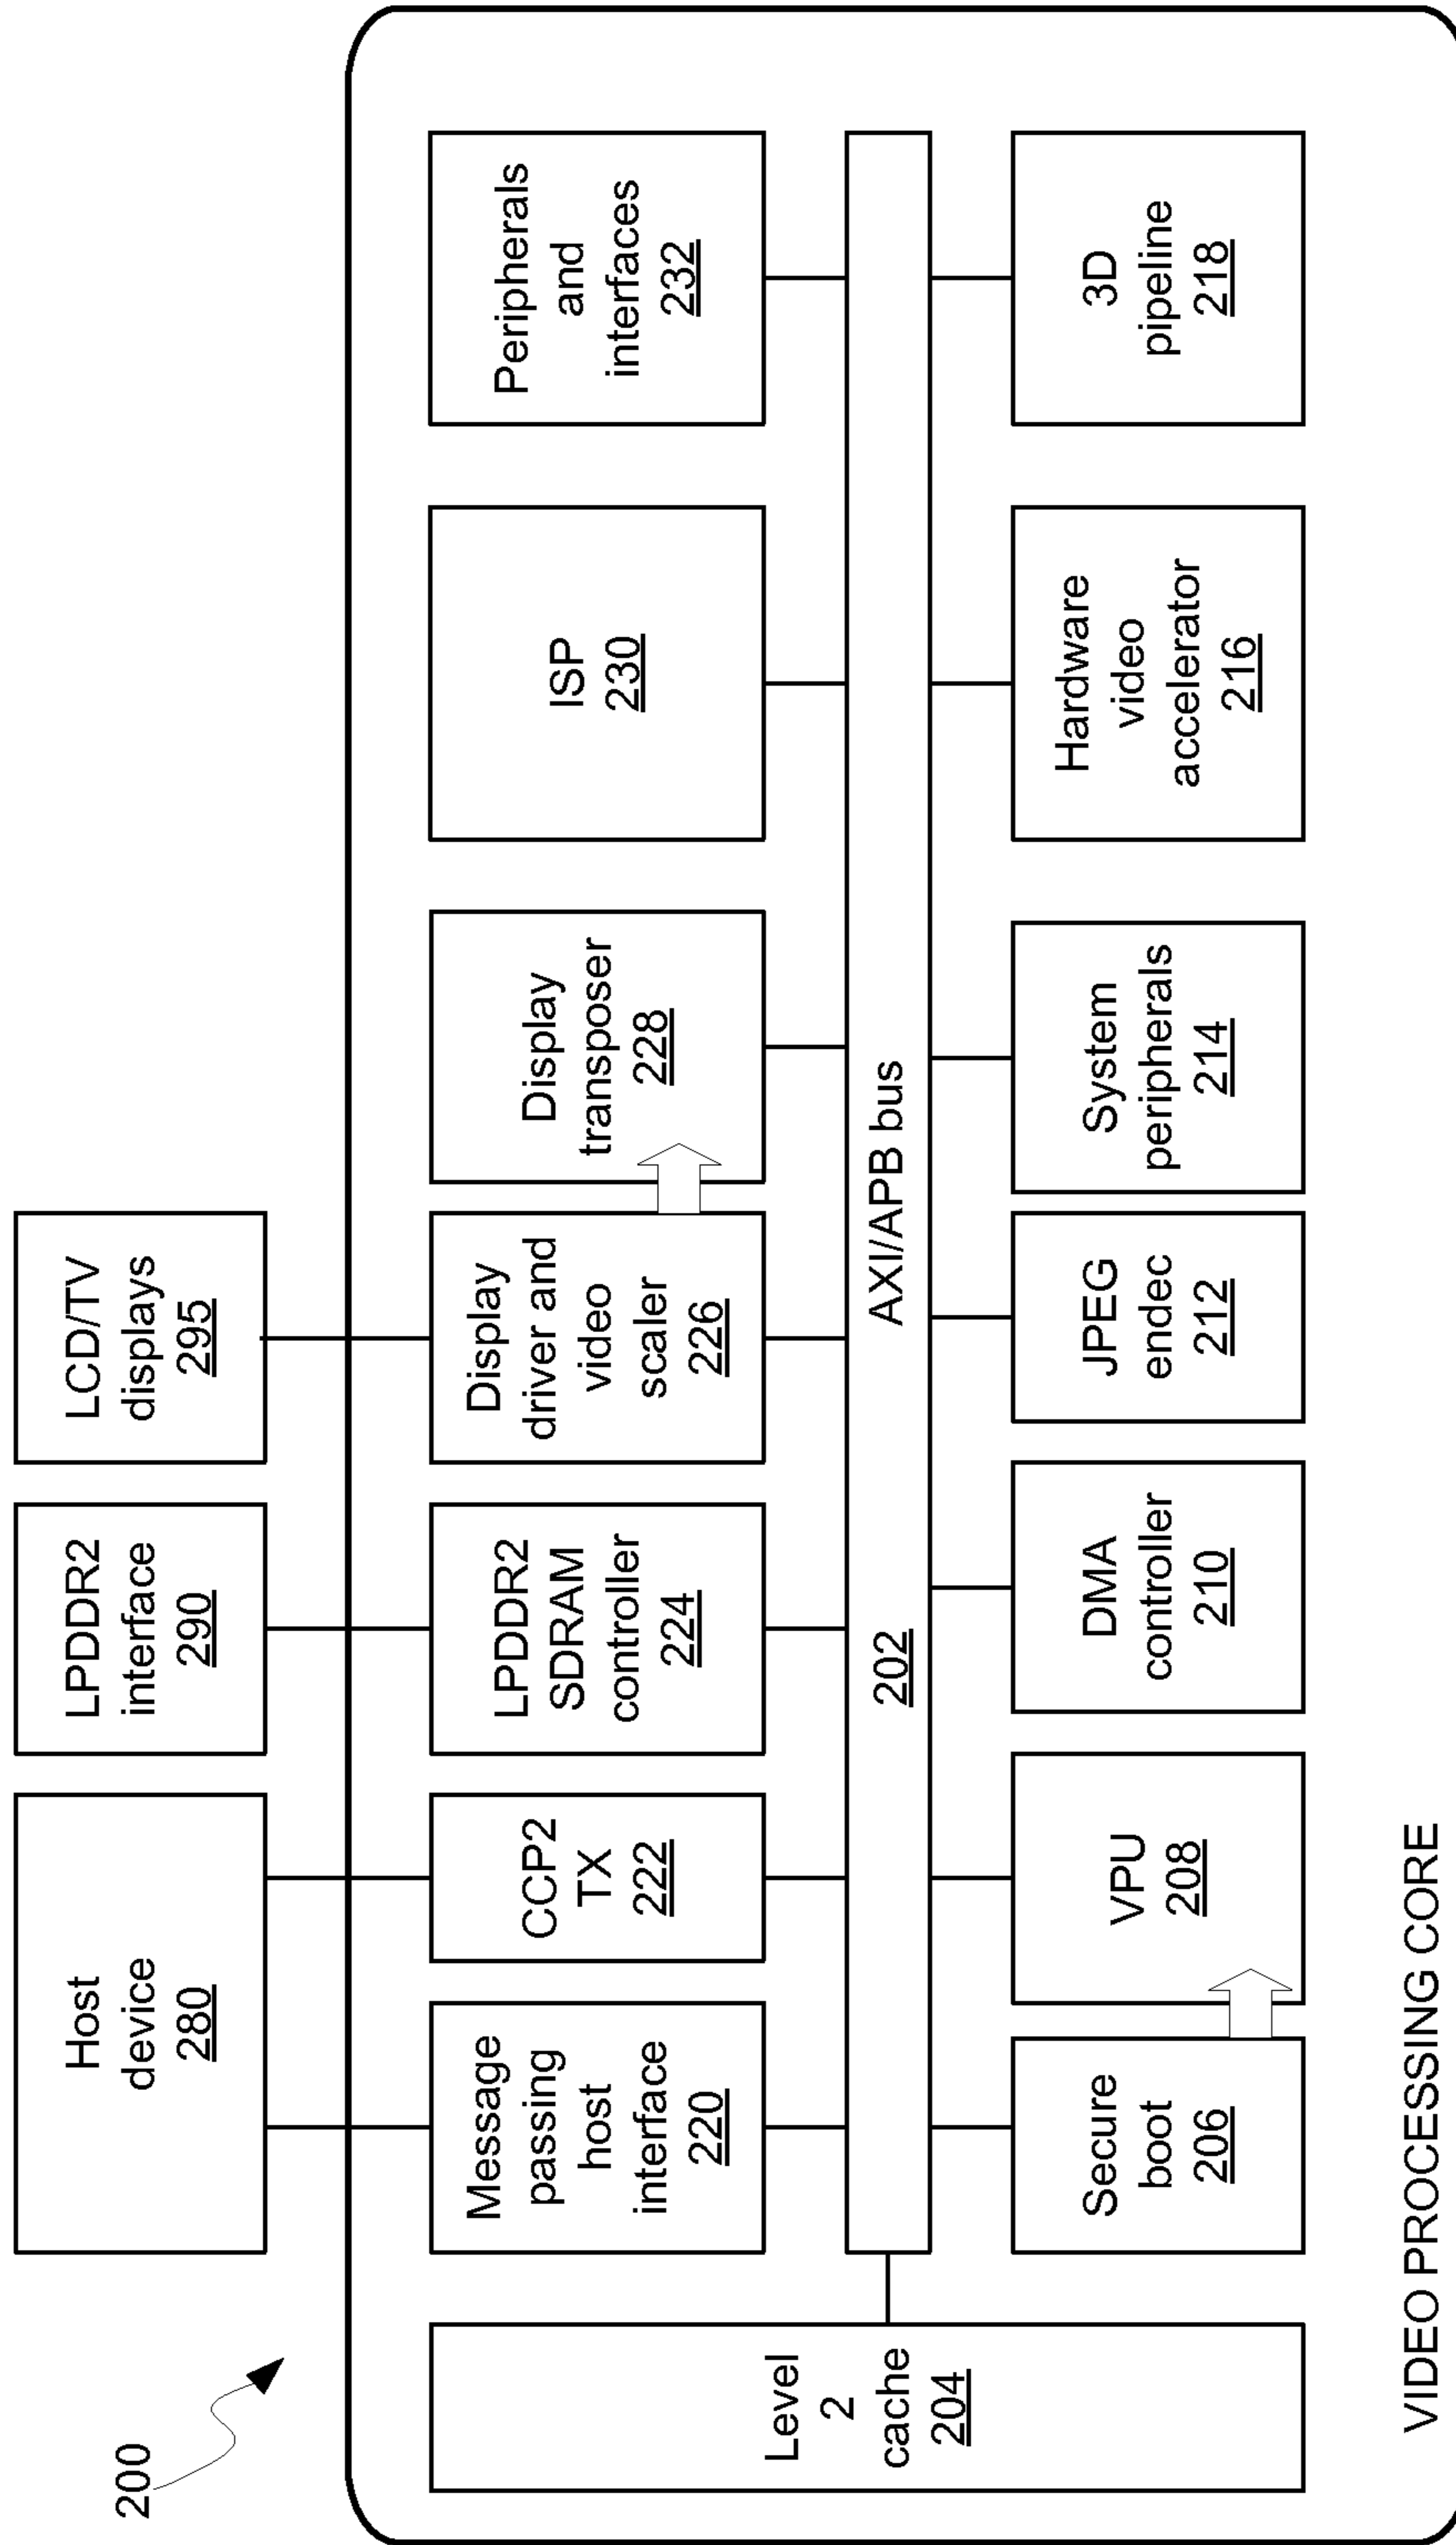 200
Host
device
280
LPDDR2
interface
290
LCD/TV
displays
295
Level
2
cache
204
Message
passing
host
interface
220
CCP2
TX
222
LPDDR2
SDRAM
controller
224
Display
driver and
video
scaler
226
Display
transposer
228
ISP
230
Peripherals
and
interfaces
232
202
AXI/APB bus
Secure
boot
206
VPU
208
DMA
controller
210
JPEG
endec
212
System
peripherals
214
Hardware
video
accelerator
216
3D
pipeline
218
VIDEO PROCESSING CORE